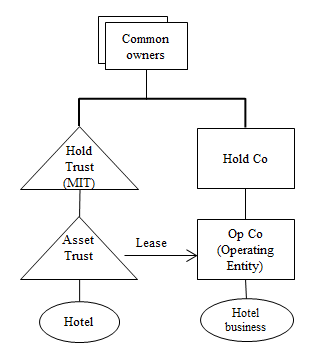 Common
owners
Hold
Trust
(MIT)
Hold Co
Asset
Trust
Lease
Op Co
(Operating
Entity)
Hotel
Hotel
business